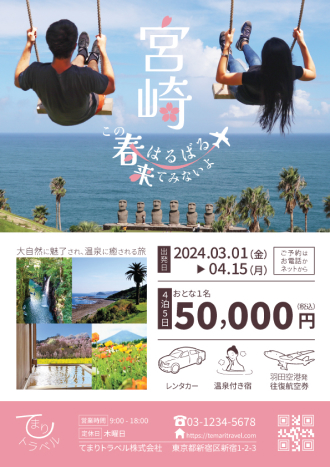 宮崎
この
春
はるばる
来てみないよ
大自然に魅了され、温泉に癒される旅
出発日
2024.03.01(金)
▶ 04.15(月)
ご予約は
お電話か
ネットから
4泊5日
おとな1名
50,000円
(税込)
レンタカー
温泉付き宿
羽田空港発
往復航空券
てまり
トラベル
営業時間 9:00 - 18:00
定休日 木曜日
てまりトラベル株式会社
03-1234-5678
https://temaritravel.com
東京都新宿区新宿1-2-3